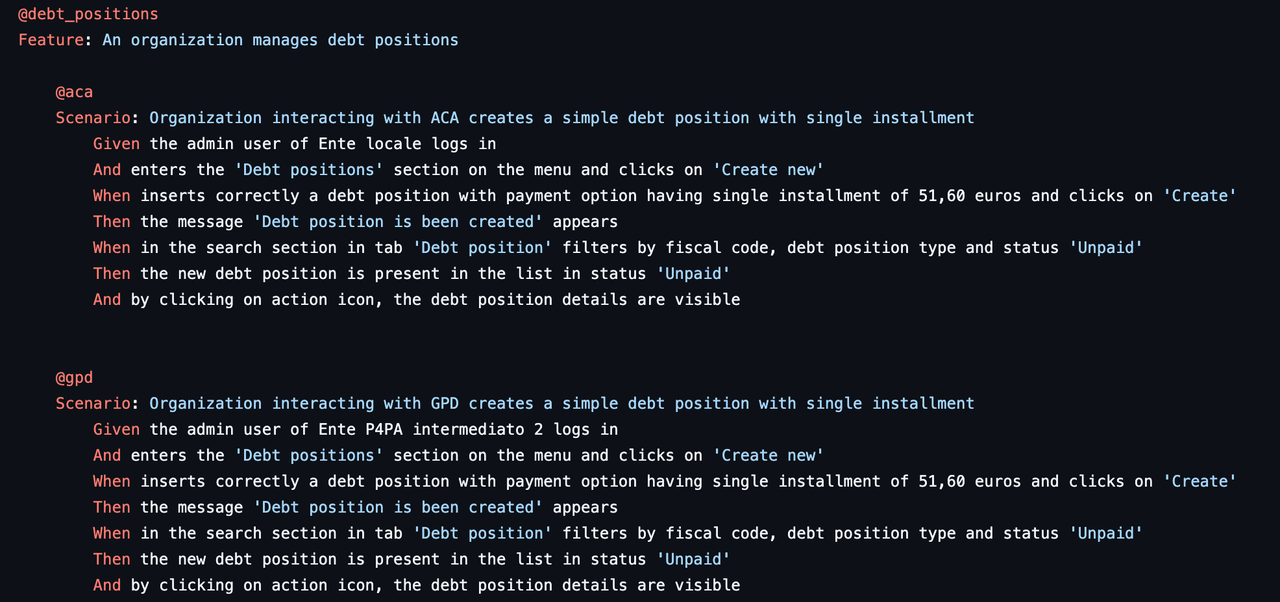 @debt_positions
Feature: An organization manages debt positions
@aca
Scenario: Organization interacting with ACA creates a simple debt position with single installment
Given the admin user of Ente locale logs in
And enters the 'Debt positions' section on the menu and clicks on 'Create new'
When inserts correctly a debt position with payment option having single installment of 51,60 euros and clicks on 'Create'
Then the message 'Debt position is been created' appears
When in the search section in tab 'Debt position' filters by fiscal code, debt position type and status 'Unpaid'
Then the new debt position is present in the list in status 'Unpaid'
And by clicking on action icon, the debt position details are visible
@gpd
Scenario: Organization interacting with GPD creates a simple debt position with single installment
Given the admin user of Ente P4PA intermediato 2 logs in
And enters the 'Debt positions' section on the menu and clicks on 'Create new'
When inserts correctly a debt position with payment option having single installment of 51,60 euros and clicks on 'Create'
Then the message 'Debt position is been created' appears
When in the search section in tab 'Debt position' filters by fiscal code, debt position type and status 'Unpaid'
Then the new debt position is present in the list in status 'Unpaid'
And by clicking on action icon, the debt position details are visible